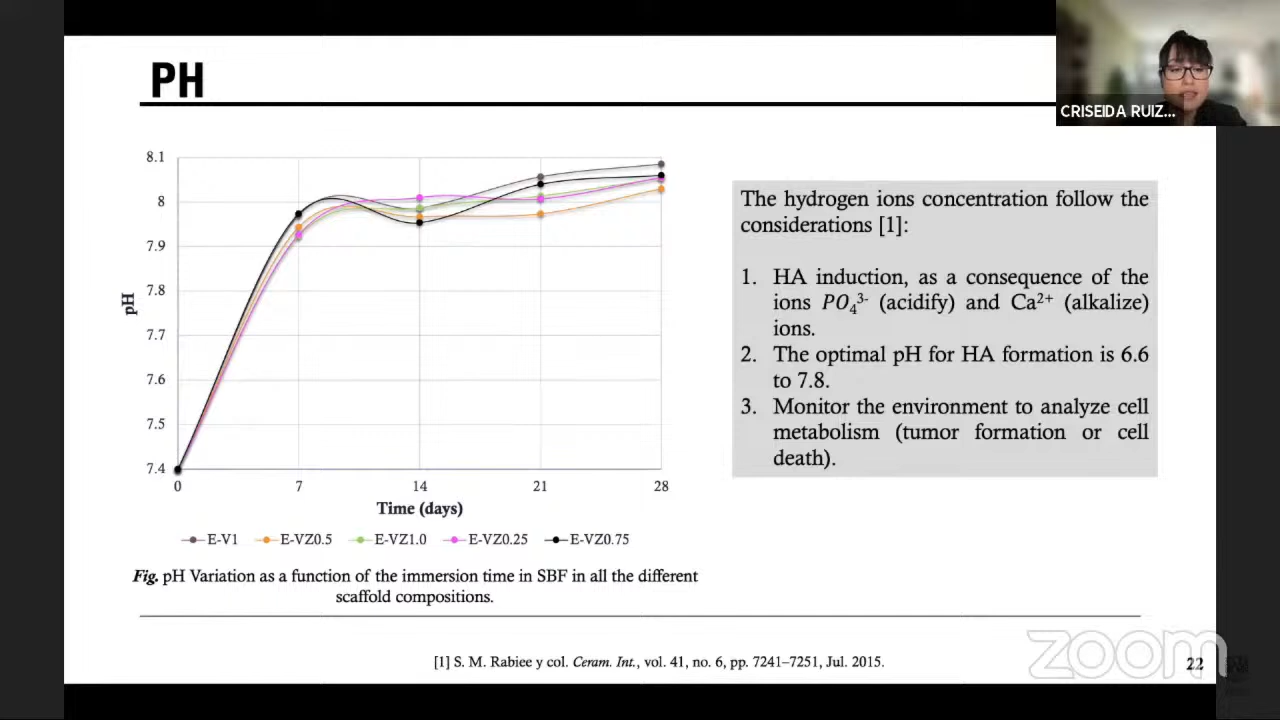 PH
CRISEIDA RUIZ...
8.1
8
7.9
7.8
7.7
7.6
7.5
7.4
pH
0 7 14 21 28
Time (days)
E-V1 E-VZ0.5 E-VZ1.0 E-VZ0.25 E-VZ0.75
Fig. pH Variation as a function of the immersion time in SBF in all the different
scaffold compositions.
The hydrogen ions concentration follow the
considerations [1]:
1. HA induction, as a consequence of the
ions PO₄³⁻ (acidify) and Ca²⁺ (alkalize)
ions.
2. The optimal pH for HA formation is 6.6
to 7.8.
3. Monitor the environment to analyze cell
metabolism (tumor formation or cell
death).
[1] S. M. Rabiee y col. Ceram. Int., vol. 41, no. 6, pp. 7241–7251, Jul. 2015.
zoom
22